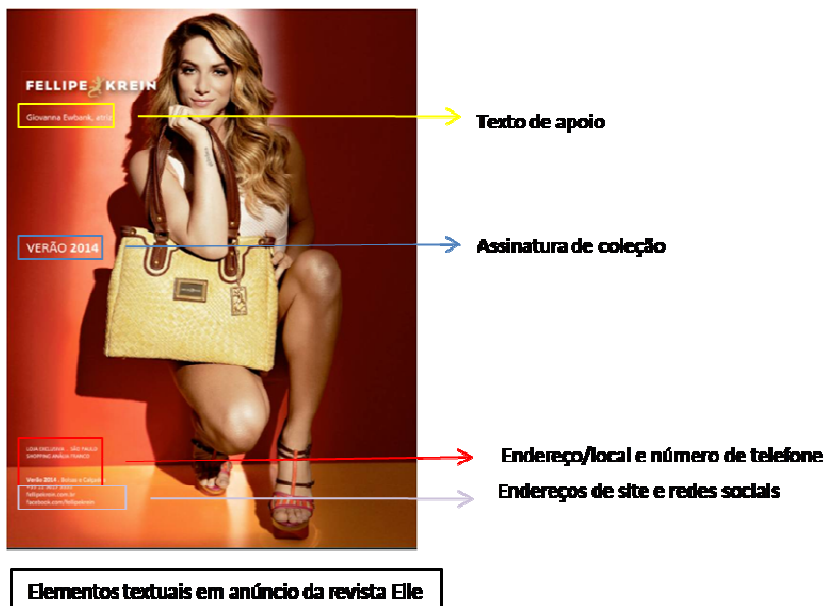 FELLIPE KREIN
Giovanna Ewbank, atriz
Texto de apoio
VERÃO 2014
Assinatura de coleção
LOJA EXCLUSIVA SÃO PAULO
SHOPPING ANÁLIA FRANCO
Endereço/local e número de telefone
Verão 2014 Bolsas e Calçados
fellipekrein.com.br
facebook.com/fellipekrein
Endereços de site e redes sociais
Elementos textuais em anúncio da revista Elle